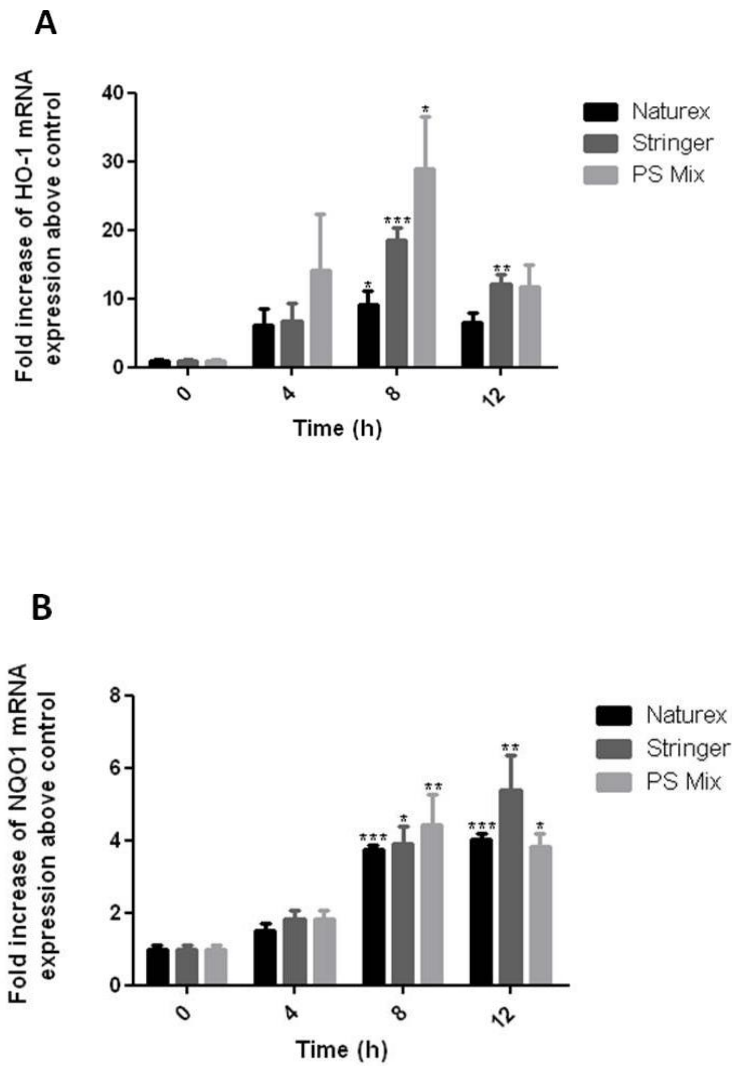 A
Fold increase of HO-1 mRNA
expression above control
40
30
20
10
0
*
***
*
**
0
4
8
12
Time (h)
Naturex
Stringer
PS Mix
B
Fold increase of NQO1 mRNA
expression above control
8
6
4
2
0
***
*
**
***
**
*
0
4
8
12
Time (h)
Naturex
Stringer
PS Mix